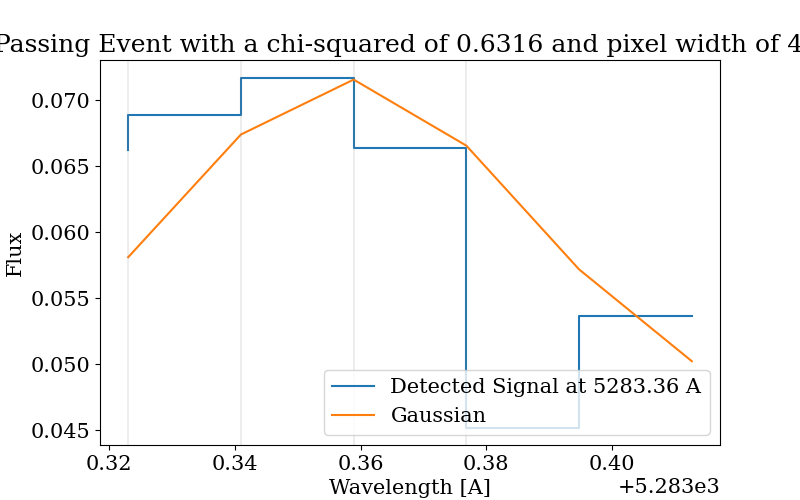 Passing Event with a chi-squared of 0.6316 and pixel width of 4
0.070
0.065
0.060
0.055
0.050
0.045
Flux
Detected Signal at 5283.36 A
Gaussian
0.32 0.34 0.36 0.38 0.40
Wavelength [A]
+5.283e3